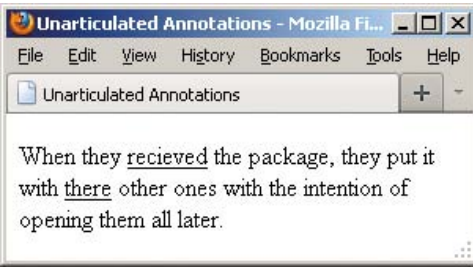 Unarticulated Annotations - Mozilla Fi...
File Edit View History Bookmarks Tools Help
Unarticulated Annotations
When they recieved the package, they put it
with there other ones with the intention of
opening them all later.